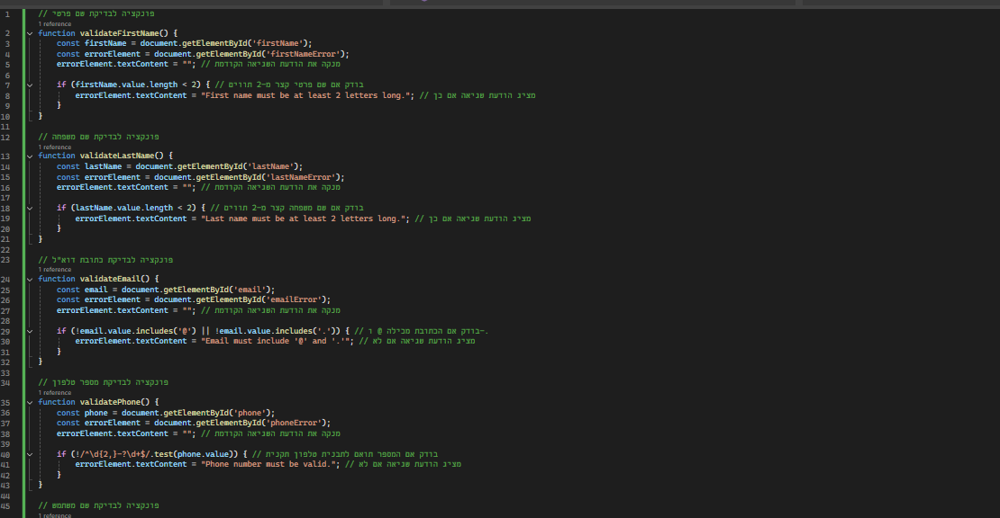 1 // פונקציה לבדיקת שם פרטי
1 reference
2 function validateFirstName() {
3 const firstName = document.getElementById('firstName');
4 const errorElement = document.getElementById('firstNameError');
5 errorElement.textContent = ""; // מנקה את הודעת השגיאה הקודמת
6
7 if (firstName.value.length < 2) { // בודק אם שם פרטי קצר מ-2 תווים
8 errorElement.textContent = "First name must be at least 2 letters long."; // מציג הודעת שגיאה אם כן
9 }
10 }
11
12 // פונקציה לבדיקת שם משפחה
1 reference
13 function validateLastName() {
14 const lastName = document.getElementById('lastName');
15 const errorElement = document.getElementById('lastNameError');
16 errorElement.textContent = ""; // מנקה את הודעת השגיאה הקודמת
17
18 if (lastName.value.length < 2) { // בודק אם שם משפחה קצר מ-2 תווים
19 errorElement.textContent = "Last name must be at least 2 letters long."; // מציג הודעת שגיאה אם כן
20 }
21 }
22
23 // פונקציה לבדיקת כתובת דוא"ל
1 reference
24 function validateEmail() {
25 const email = document.getElementById('email');
26 const errorElement = document.getElementById('emailError');
27 errorElement.textContent = ""; // מנקה את הודעת השגיאה הקודמת
28
29 if (!email.value.includes('@') || !email.value.includes('.')) { // בודק אם הכתובת מכילה @ ו-.
30 errorElement.textContent = "Email must include '@' and '.'"; // מציג הודעת שגיאה אם לא
31 }
32 }
33
34 // פונקציה לבדיקת מספר טלפון
1 reference
35 function validatePhone() {
36 const phone = document.getElementById('phone');
37 const errorElement = document.getElementById('phoneError');
38 errorElement.textContent = ""; // מנקה את הודעת השגיאה הקודמת
39
40 if (!/^\d{2,}-?\d+$/.test(phone.value)) { // בודק אם המספר תואם לתבנית טלפון תקנית
41 errorElement.textContent = "Phone number must be valid."; // מציג הודעת שגיאה אם לא
42 }
43 }
44
45 // פונקציה לבדיקת שם משתמש
1 reference